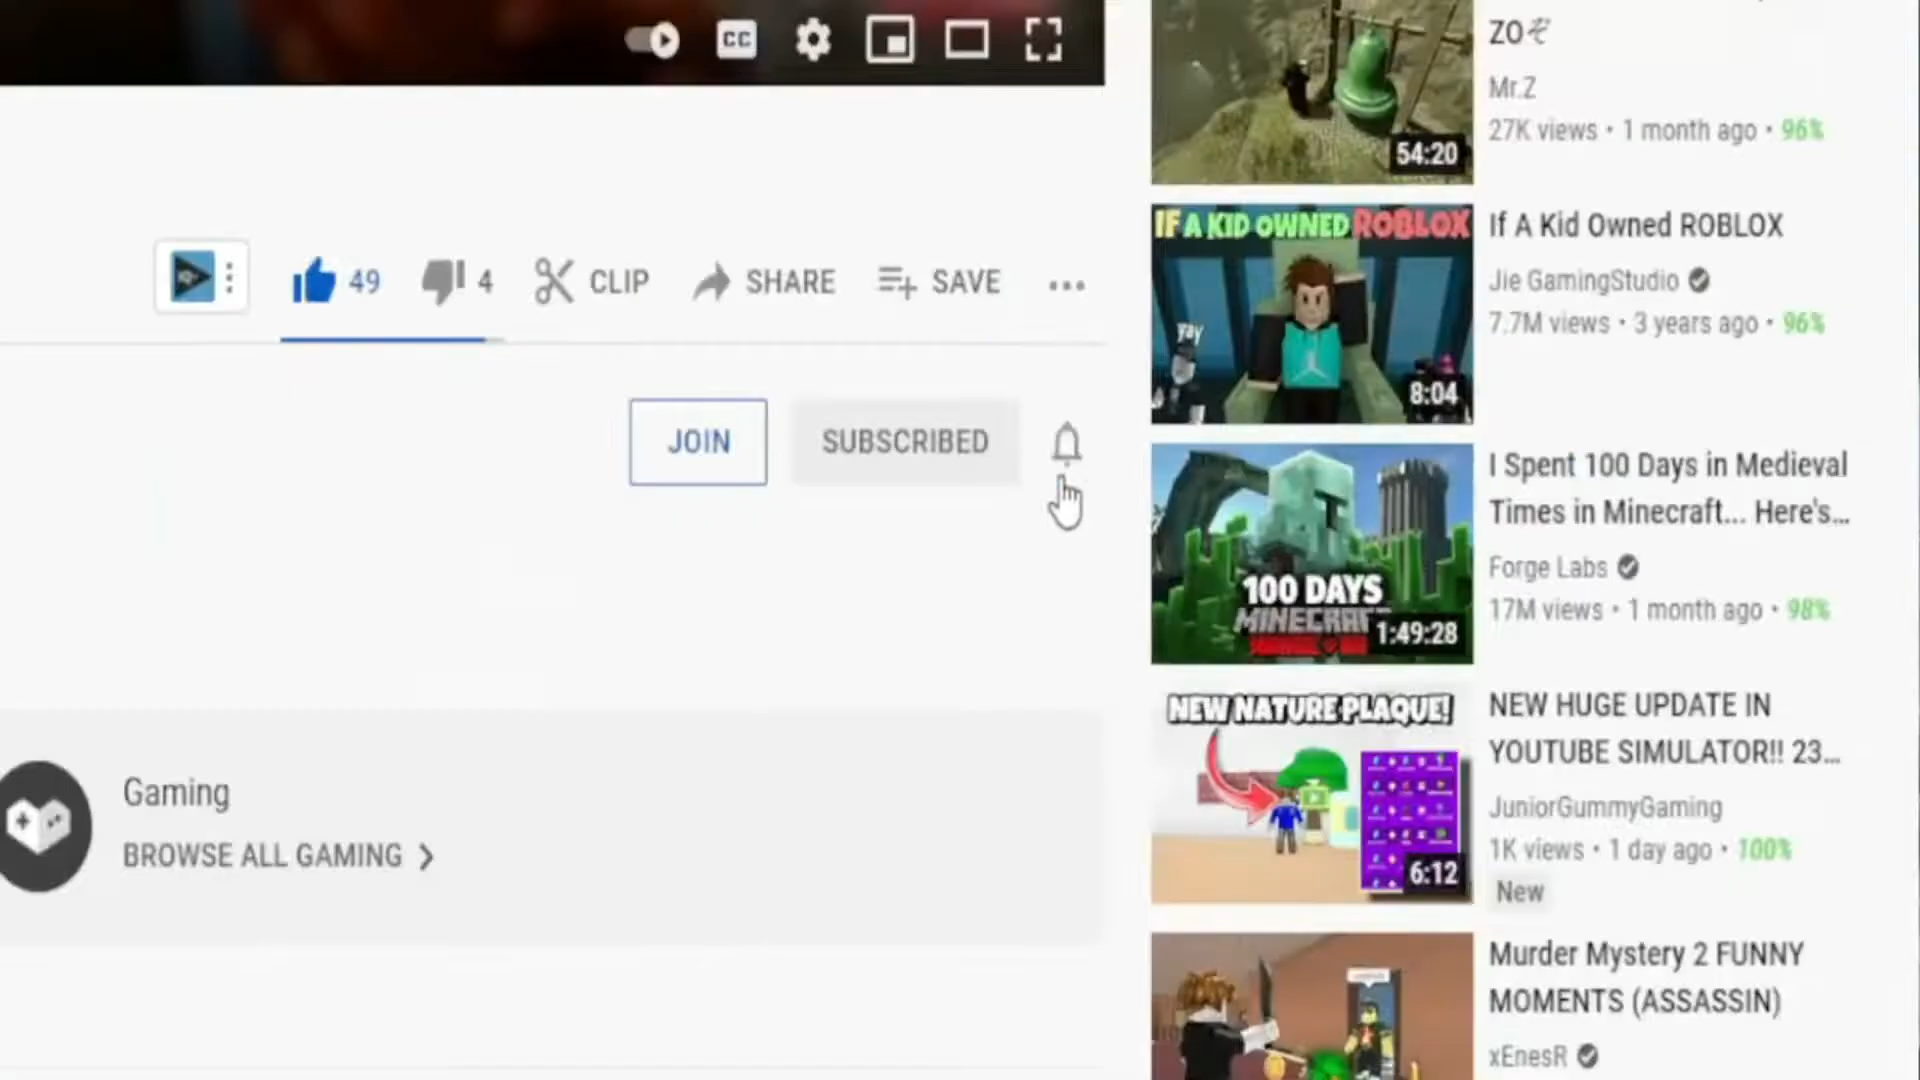 CC
49
4
CLIP
SHARE
SAVE
JOIN
SUBSCRIBED
Gaming
BROWSE ALL GAMING
54:20
ZOぞ
Mr.Z
27K views • 1 month ago • 96%
IF A KID OWNED ROBLOX
yay
8:04
If A Kid Owned ROBLOX
Jie GamingStudio
7.7M views • 3 years ago • 96%
100 DAYS
MINECRAFT
1:49:28
I Spent 100 Days in Medieval
Times in Minecraft... Here's...
Forge Labs
17M views • 1 month ago • 98%
NEW NATURE PLAQUE!
6:12
NEW HUGE UPDATE IN
YOUTUBE SIMULATOR!! 23...
JuniorGummyGaming
1K views • 1 day ago • 100%
New
Murder Mystery 2 FUNNY
MOMENTS (ASSASSIN)
xEnesR